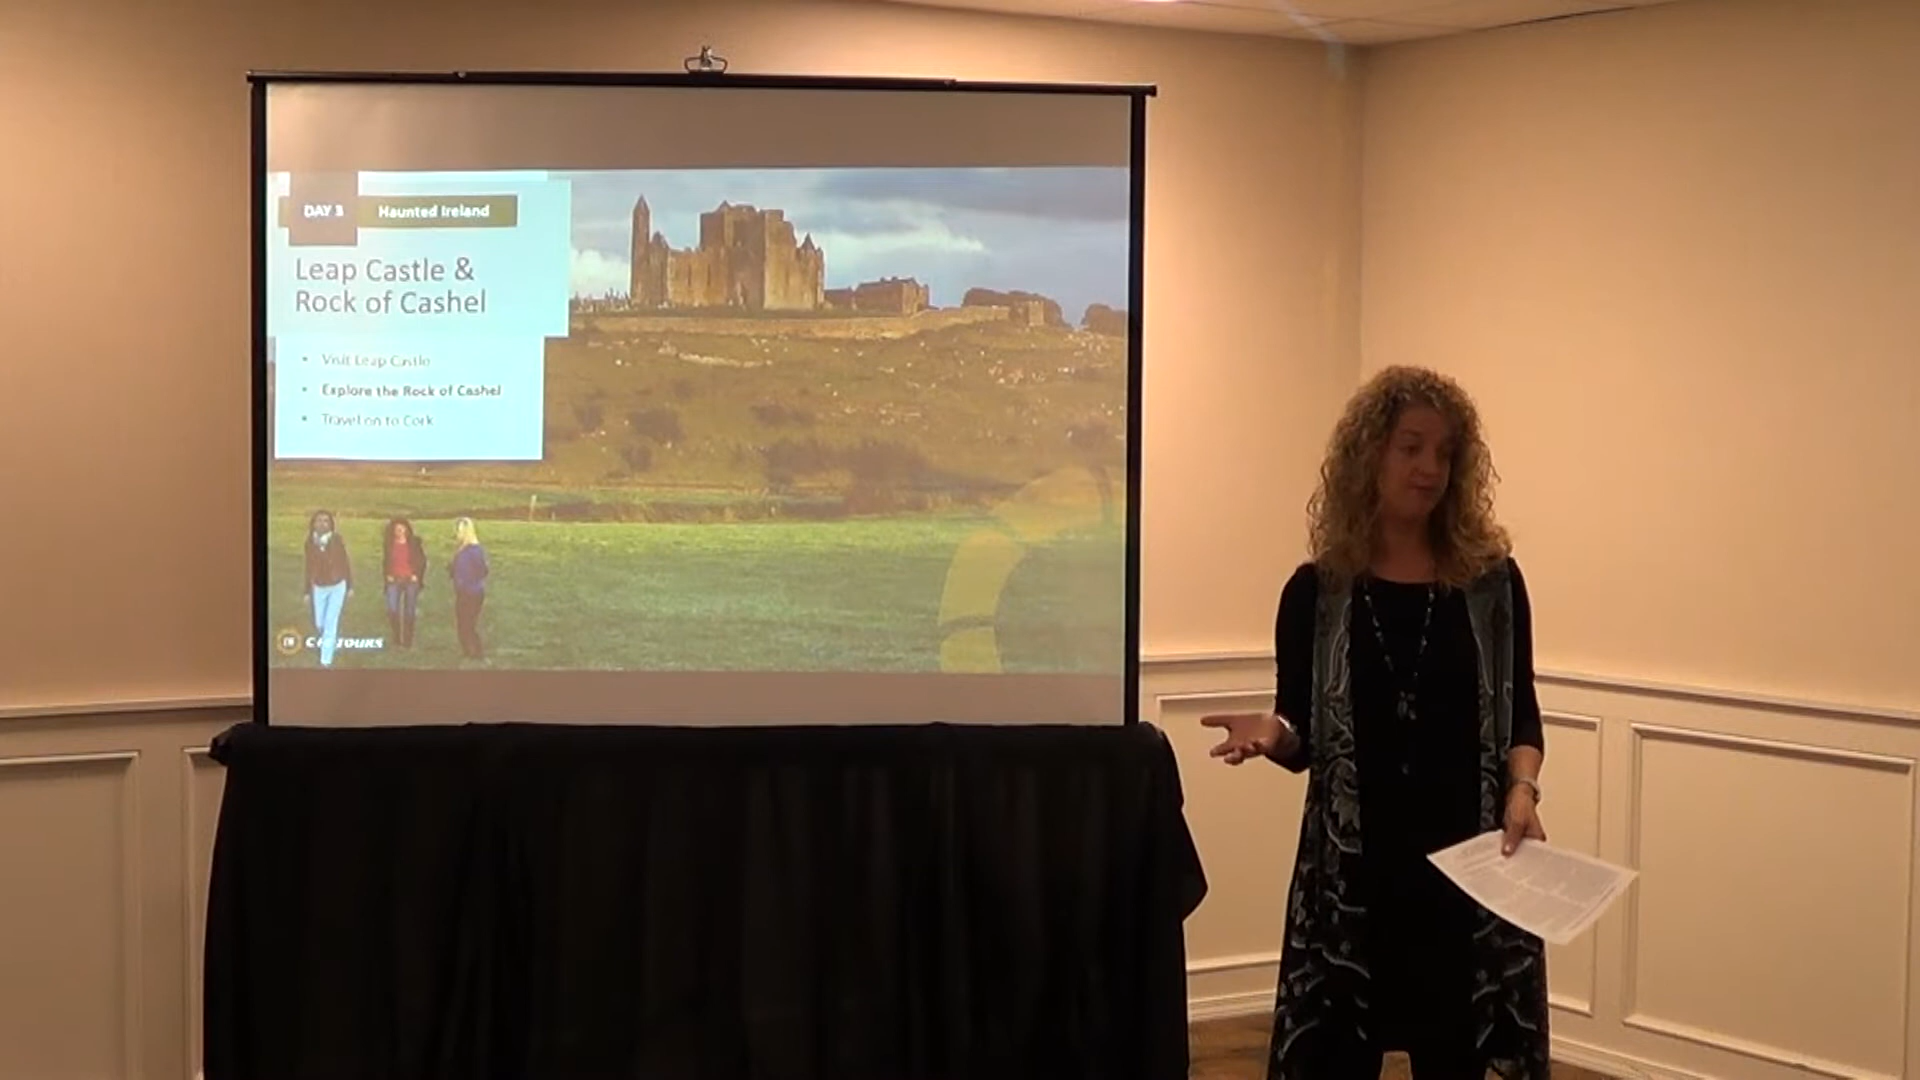 DAY 3
Haunted Ireland
Leap Castle &
Rock of Cashel
• Visit Leap Castle
• Explore the Rock of Cashel
• Travel on to Cork
TOURS